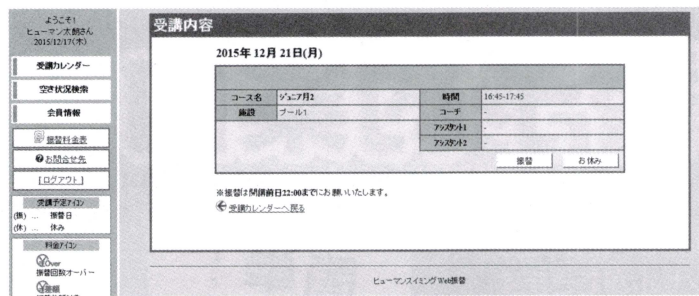 ようこそ!
ヒューマン太朗さん
2015/12/17(木)
受講カレンダー
空き状況検索
会員情報
振替料金表
お問合せ先
[ログアウト]
受講予定アイコン
(振) ... 振替日
(休) ... 休み
料金アイコン
Over
振替回数オーバー
差額
受講内容
2015年 12月 21日(月)
コース名 ジュニア月2 時間 16:45-17:45
施設 プール1 コーチ -
アシスタント1 -
アシスタント2 -
振替 お休み
※振替は開講前日22:00までにお願いいたします。
受講カレンダーへ戻る
ヒューマンスイミングWeb振替